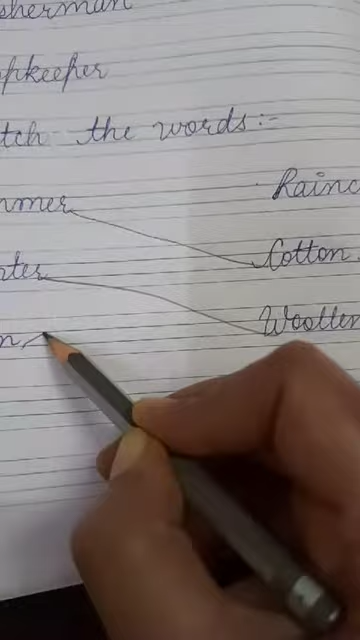 sherman
pkeeper
tch the words:-
mmer Rainc
nter Cotton
n Woollen